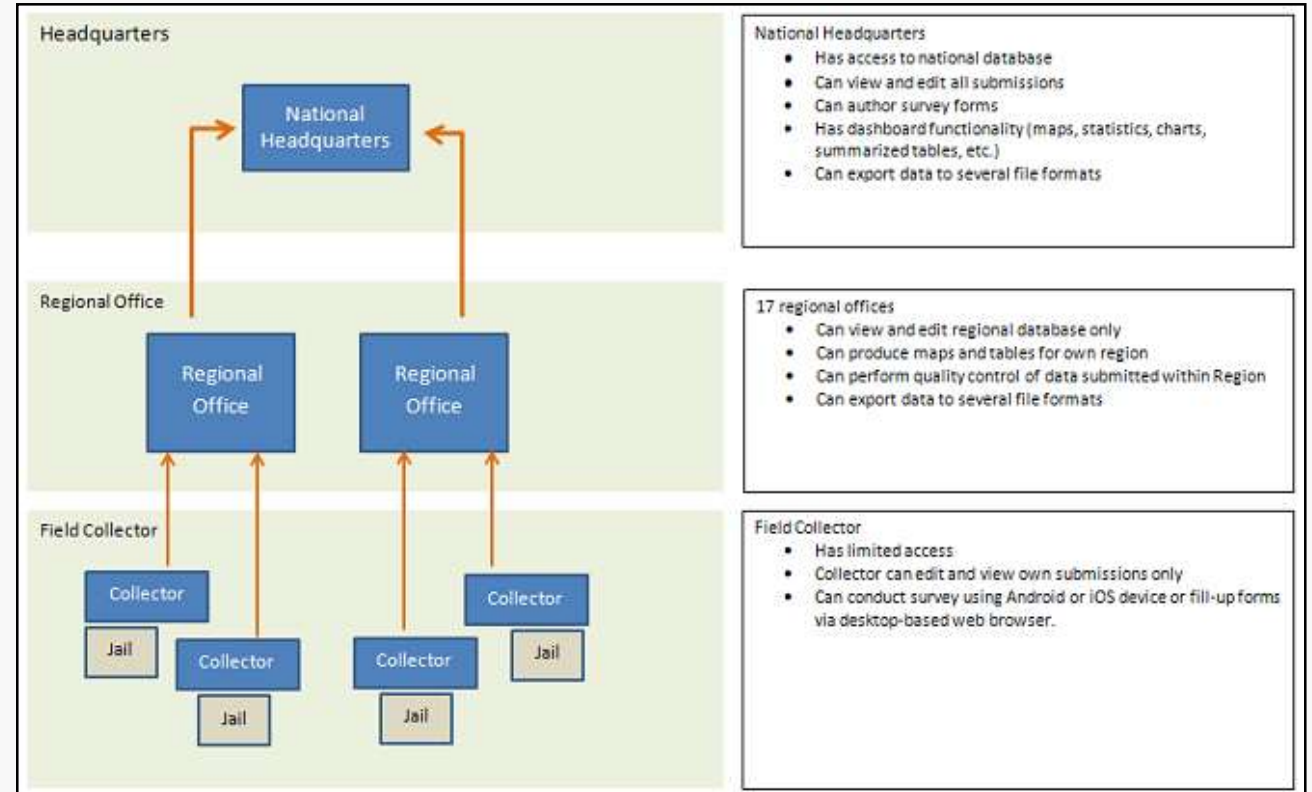 Headquarters
National
Headquarters
National Headquarters
• Has access to national database
• Can view and edit all submissions
• Can author survey forms
• Has dashboard functionality (maps, statistics, charts,
summarized tables, etc.)
• Can export data to several file formats
Regional Office
Regional
Office
Regional
Office
17 regional offices
• Can view and edit regional database only
• Can produce maps and tables for own region
• Can perform quality control of data submitted within Region
• Can export data to several file formats
Field Collector
Collector
Jail
Collector
Jail
Collector
Jail
Collector
Jail
Field Collector
• Has limited access
• Collector can edit and view own submissions only
• Can conduct survey using Android or iOS device or fill-up forms
via desktop-based web browser.